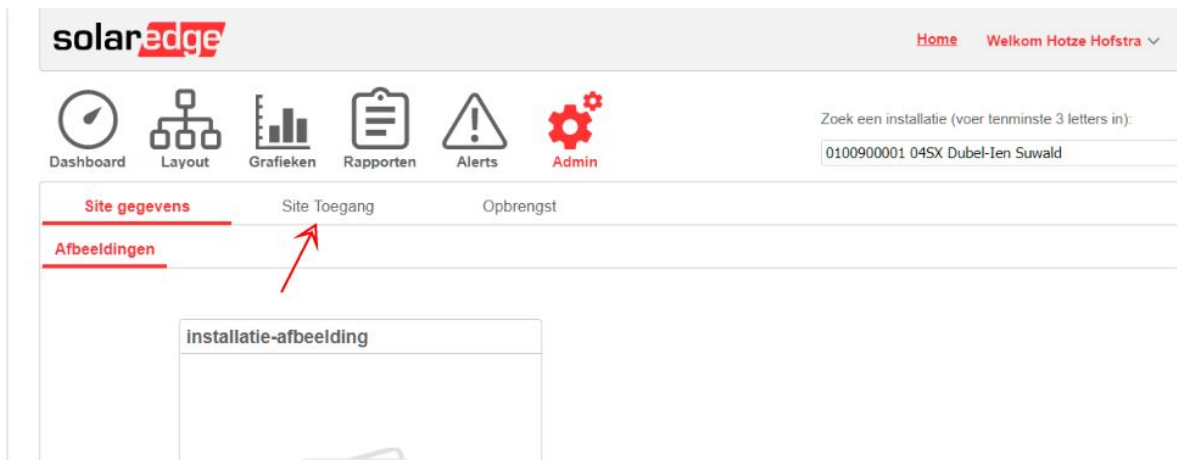 solaredge
Home Welkom Hotze Hofstra
Dashboard Layout Grafieken Rapporten Alerts Admin
Zoek een installatie (voer tenminste 3 letters in):
0100900001 04SX Dubel-Ien Suwald
Site gegevens Site Toegang Opbrengst
Afbeeldingen
installatie-afbeelding